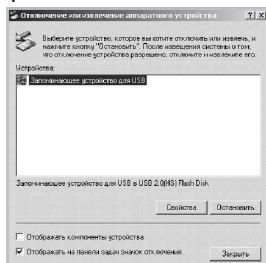 Отключение или извлечение аппаратного устройства
Выберите устройство, которое вы хотите отключить или извлечь, и
нажмите кнопку "Остановить". После извещения системы о том,
что отключение устройства разрешено, отключите и извлеките его.
Устройства:
Запоминающее устройство для USB
Запоминающее устройство для USB в USB 2.0(HS) Flash Disk
Свойства
Остановить
Отображать компоненты устройства
Отображать на панели задач значок отключения
Закрыть